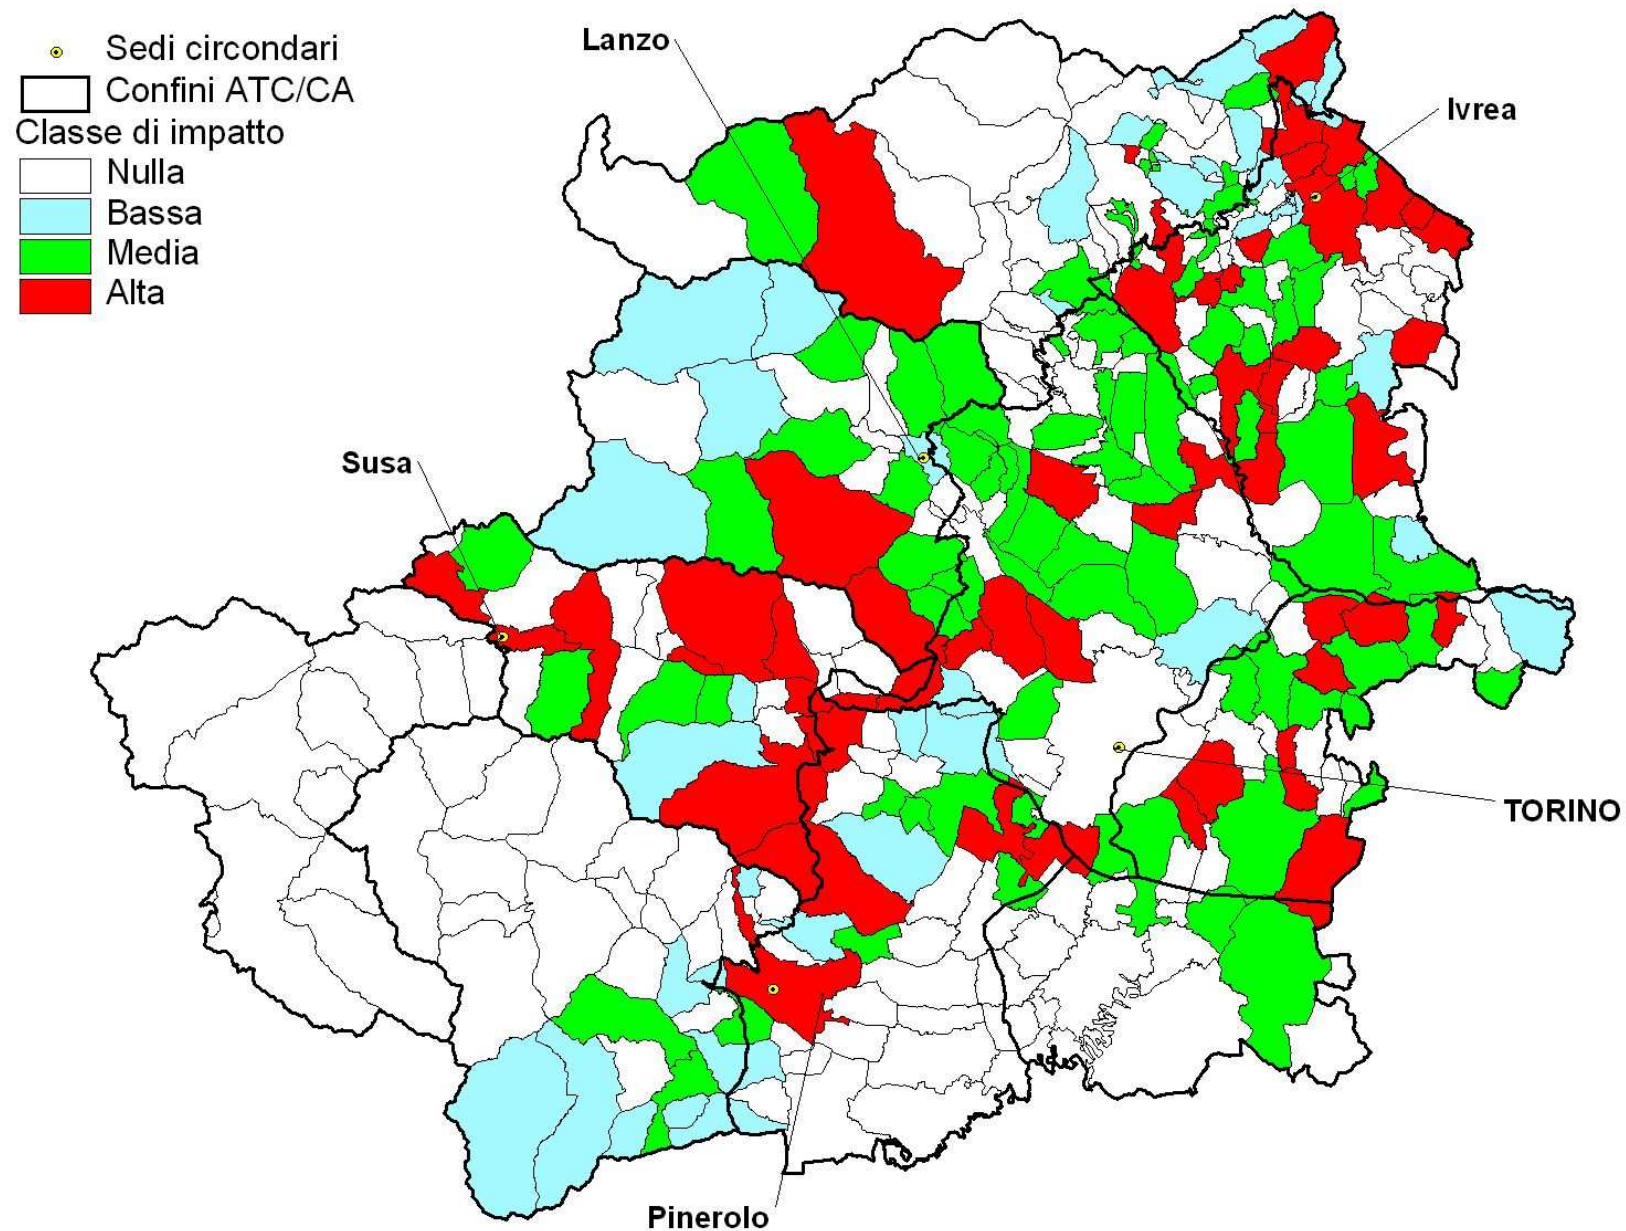 Sedi circondari
Confini ATC/CA
Classe di impatto
Nulla
Bassa
Media
Alta
Lanzo
Ivrea
Susa
TORINO
Pinerolo